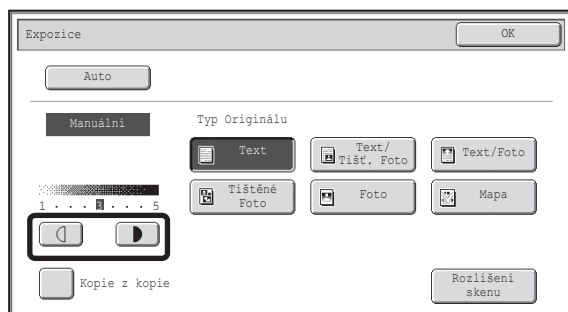 Expozice
OK
Auto
Manuální
Typ Originálu
Text
Text/
Tišť. Foto
Text/Foto
1 · · · 3 · · · 5
Tištěné
Foto
Foto
Mapa
Kopie z kopie
Rozlišení
skenu